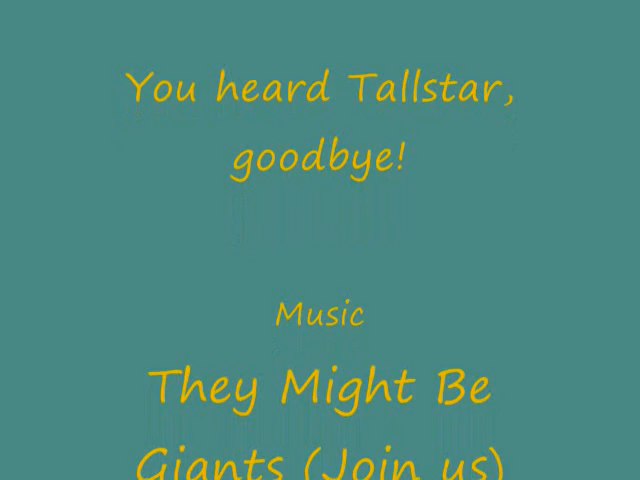 You heard Tallstar,
goodbye!
Music
They Might Be
Giants (Join us)